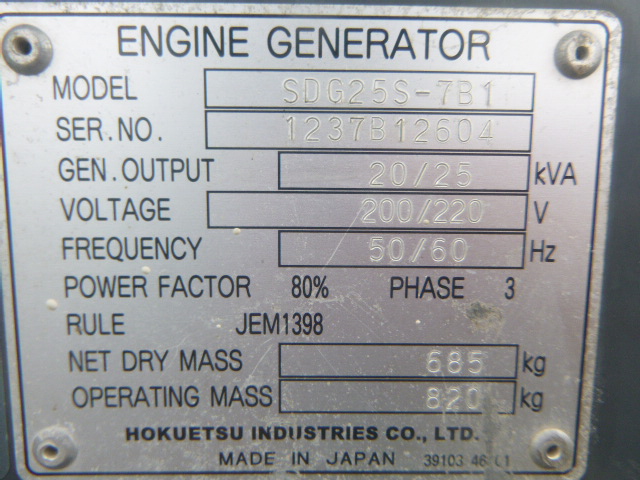 ENGINE GENERATOR
MODEL SDG25S-7B1
SER.NO. 1237B12604
GEN.OUTPUT 20/25 kVA
VOLTAGE 200/220 V
FREQUENCY 50/60 Hz
POWER FACTOR 80% PHASE 3
RULE JEM1398
NET DRY MASS 685 kg
OPERATING MASS 820 kg
HOKUETSU INDUSTRIES CO., LTD.
MADE IN JAPAN 39103 46